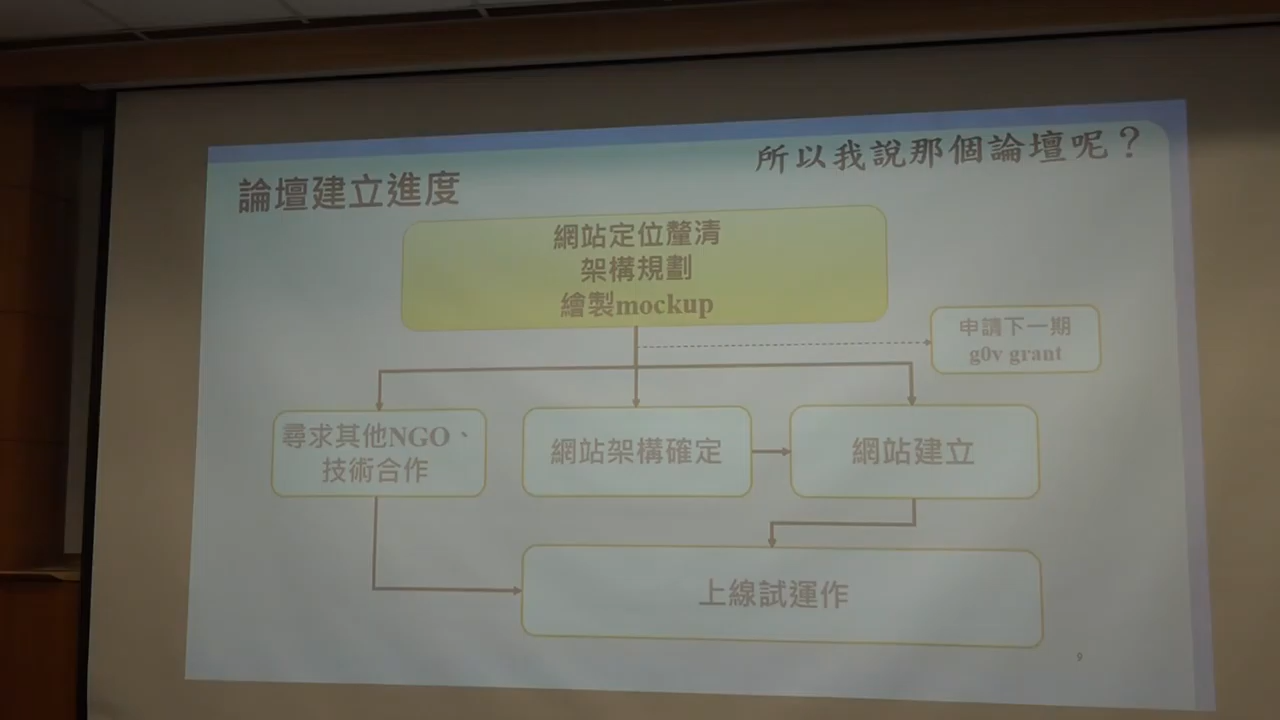 所以我說那個論壇呢？
論壇建立進度
網站定位釐清
架構規劃
繪製mockup
申請下一期
g0v grant
尋求其他NGO、
技術合作
網站架構確定
網站建立
上線試運作
9